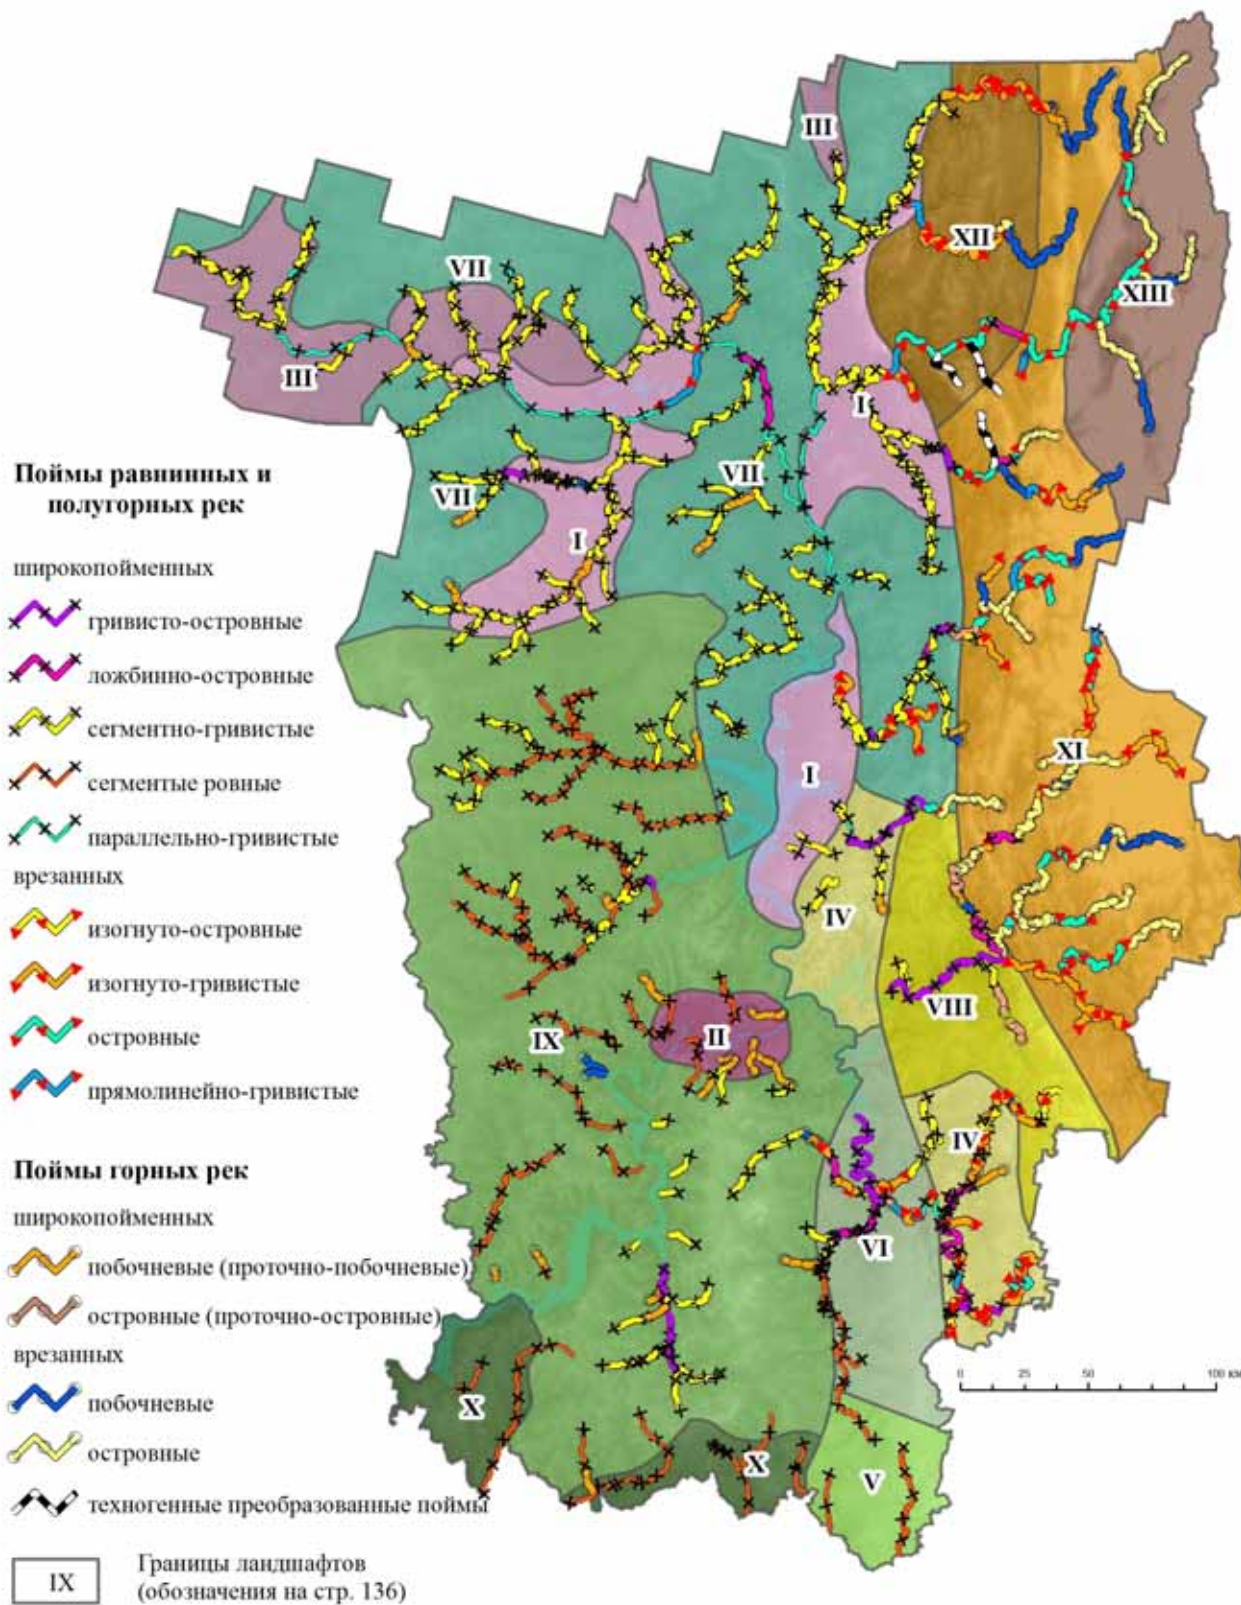 Поймы равнинных и
полугорных рек
широкопойменных
гривисто-островные
ложбинно-островные
сегментно-гривистые
сегментые ровные
параллельно-гривистые
врезанных
изогнуто-островные
изогнуто-гривистые
островные
прямолинейно-гривистые
Поймы горных рек
широкопойменных
побочневые (проточно-побочневые)
островные (проточно-островные)
врезанных
побочневые
островные
техногенные преобразованные поймы
IX
Границы ландшафтов
(обозначения на стр. 136)
III
XII
VII
XIII
III
I
VII
VII
I
XI
I
IV
VIII
IX
II
IV
VI
X
X
V
0 25 50 100 км